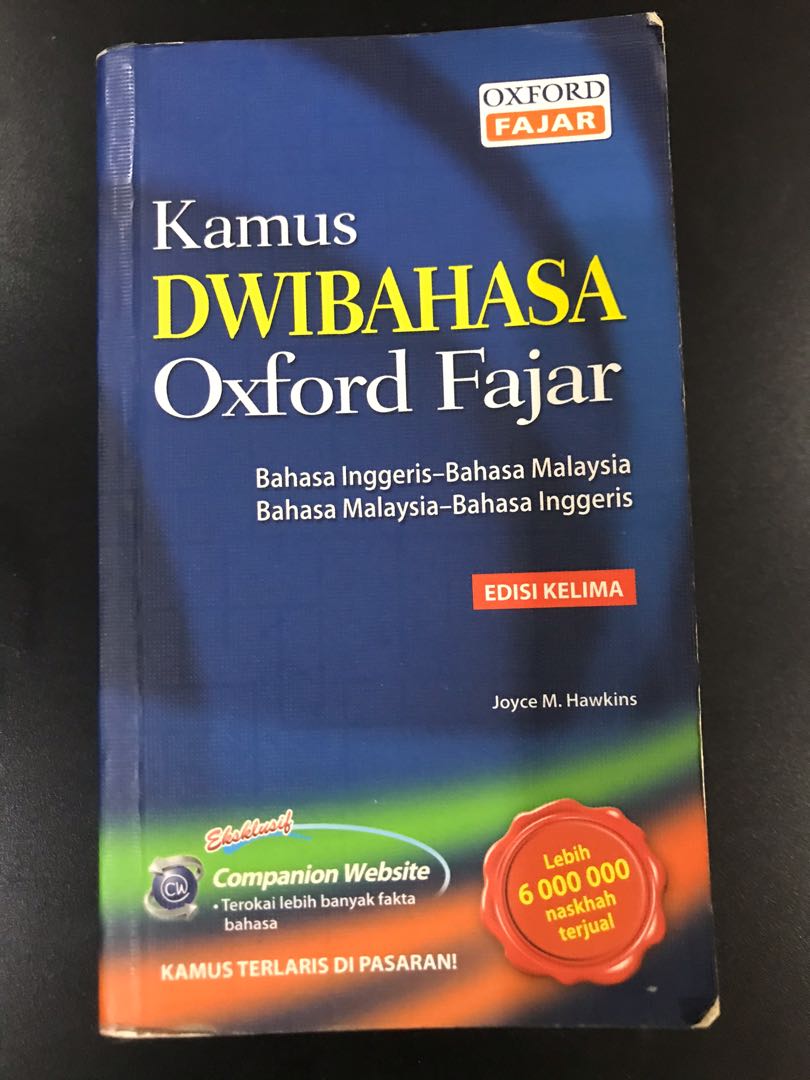 OXFORD
FAJAR
Kamus
DWIBAHASA
Oxford Fajar
Bahasa Inggeris–Bahasa Malaysia
Bahasa Malaysia–Bahasa Inggeris
EDISI KELIMA
Joyce M. Hawkins
Eksklusif
CW
Companion Website
• Terokai lebih banyak fakta
bahasa
Lebih
6 000 000
naskhah
terjual
KAMUS TERLARIS DI PASARAN!